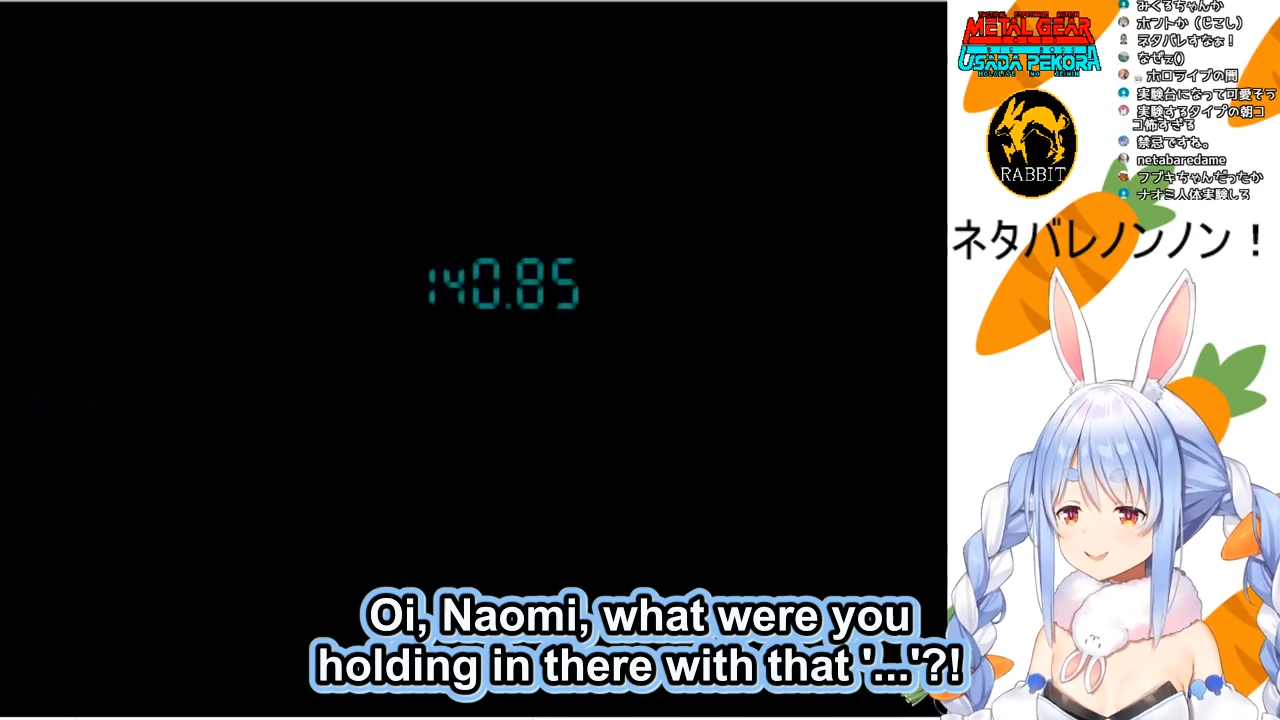 METAL GEAR
SOLID
USADA PEKORA
HOLOLIVE NO GEININ
RABBIT
みくるちゃんか
ホントか（じこし）
ネタバレすなぁ！
なぜぇ()
ホロライブの闇
実験台になって可愛そう
実験するタイプの朝コ
コ怖すぎる
禁忌ですね。
netabaredame
フブキちゃんだったか
ナオミ人体実験しろ
ネタバレノンノン！
140.85
Oi, Naomi, what were you
holding in there with that '...'?!